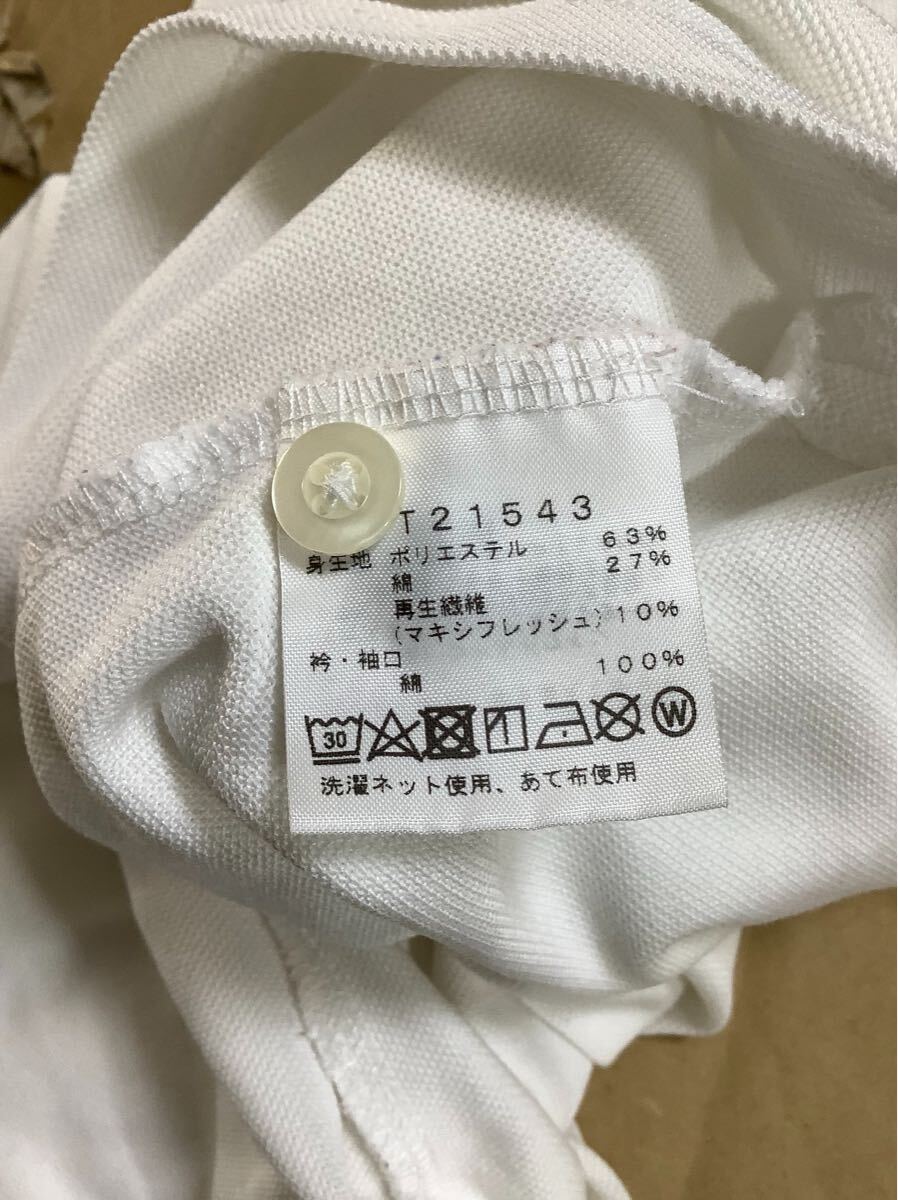 T21543
身生地 ポリエステル 63%
綿 27%
再生繊維
(マキシフレッシュ) 10%
衿・袖口
綿 100%
30 W
洗濯ネット使用、あて布使用